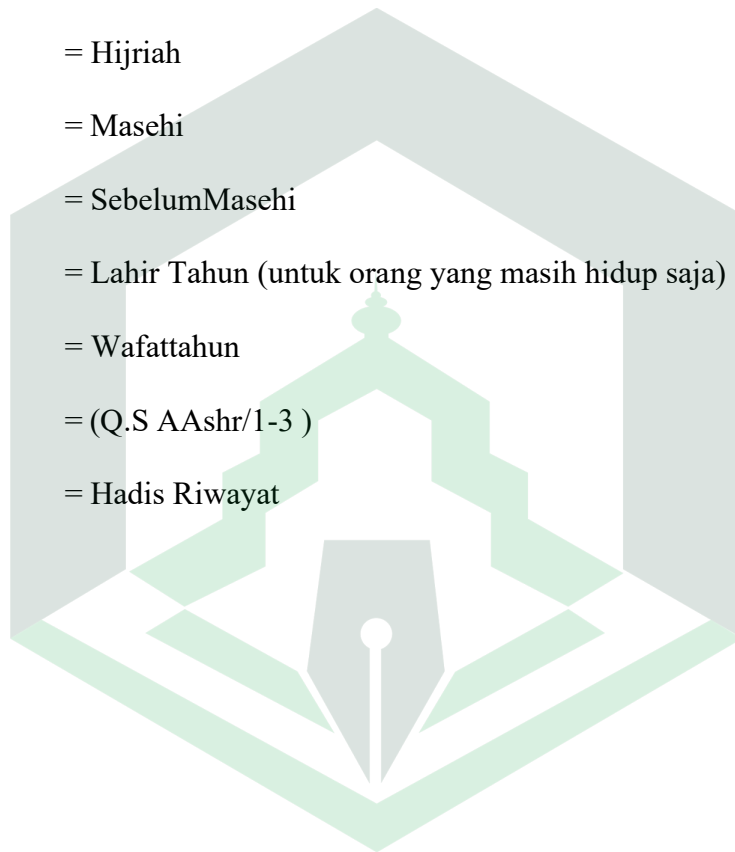 = Hijriah
= Masehi
= SebelumMasehi
= Lahir Tahun (untuk orang yang masih hidup saja)
= Wafattahun
= (Q.S AAshr/1-3 )
= Hadis Riwayat